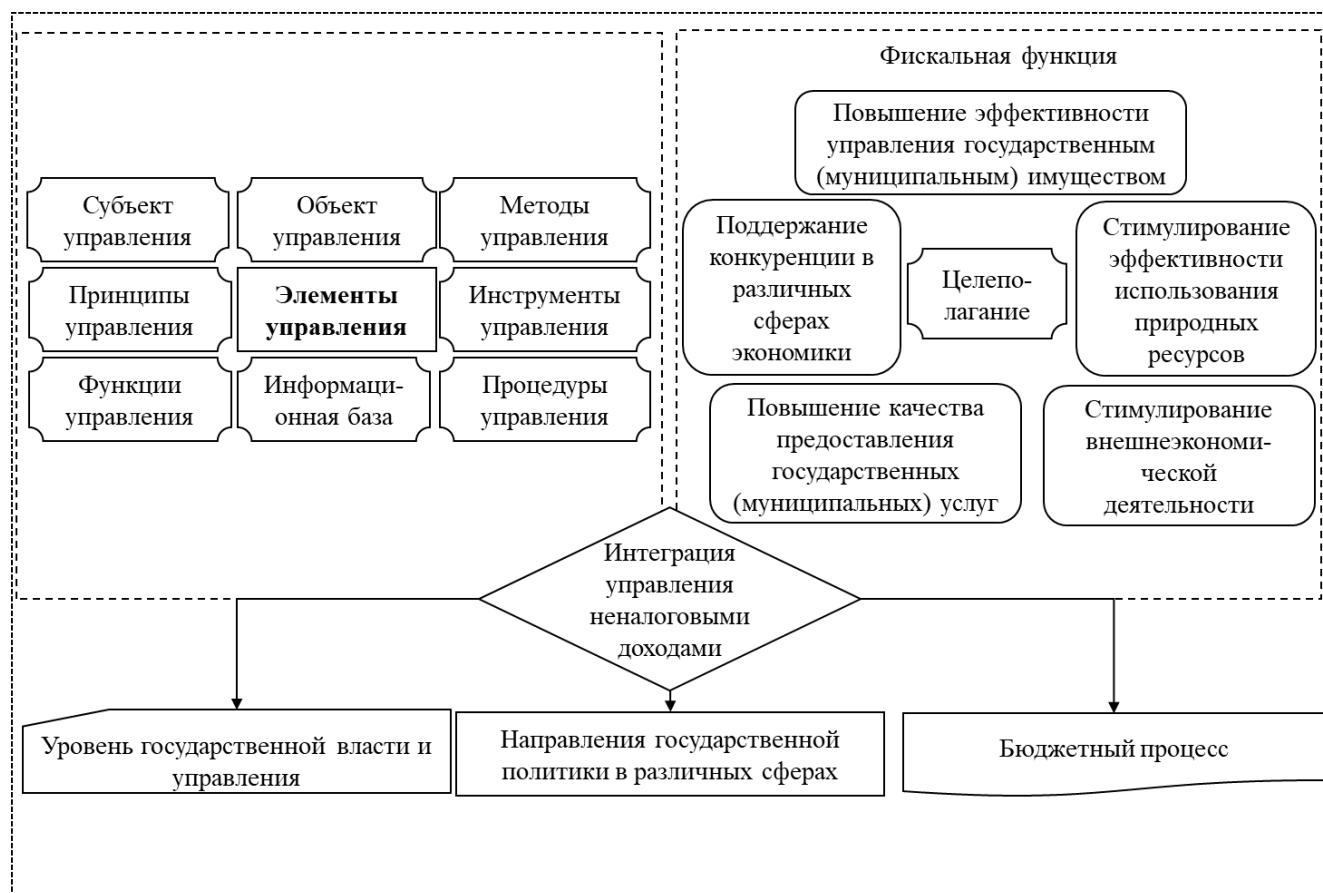 Субъект
управления
Объект
управления
Методы
управления
Принципы
управления
Элементы
управления
Инструменты
управления
Функции
управления
Информаци-
онная база
Процедуры
управления
Фискальная функция
Повышение эффективности
управления государственным
(муниципальным) имуществом
Поддержание
конкуренции в
различных
сферах
экономики
Целепо-
лагание
Стимулирование
эффективности
использования
природных
ресурсов
Повышение качества
предоставления
государственных
(муниципальных) услуг
Стимулирование
внешнеэкономи-
ческой
деятельности
Интеграция
управления
неналоговыми
доходами
Уровень государственной власти и
управления
Направления государственной
политики в различных сферах
Бюджетный процесс